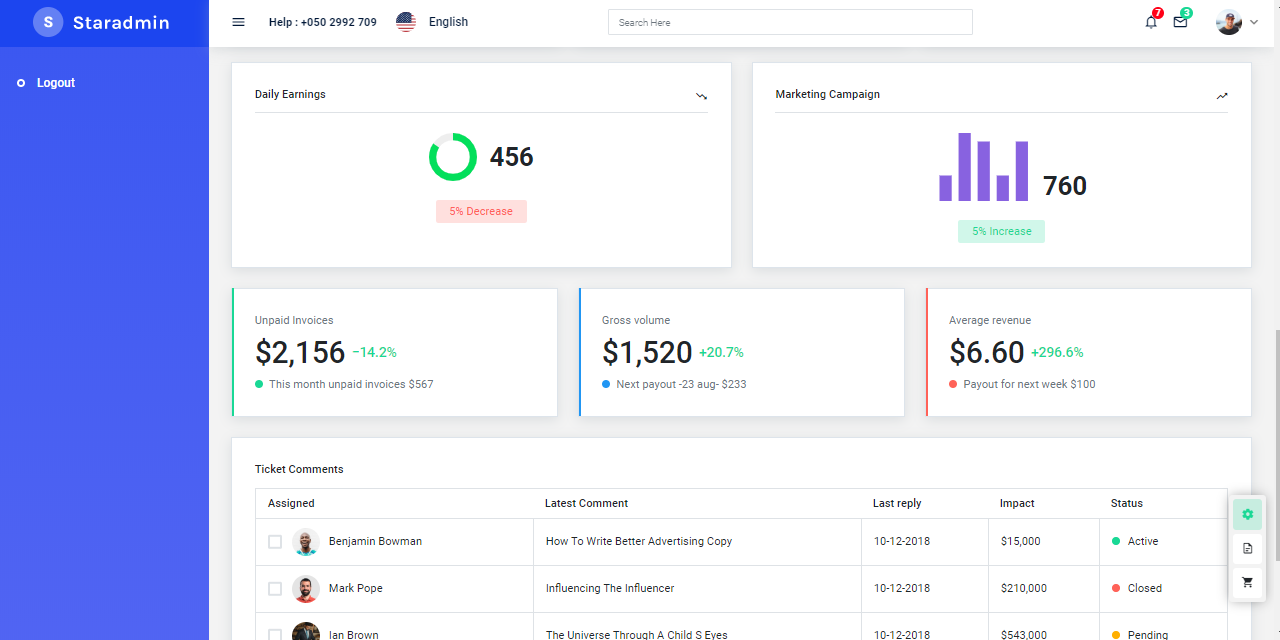 S Staradmin
Help : +050 2992 709
English
Search Here
7
3
Logout
Daily Earnings
456
5% Decrease
Marketing Campaign
760
5% Increase
Unpaid Invoices
$2,156 −14.2%
This month unpaid invoices $567
Gross volume
$1,520 +20.7%
Next payout -23 aug- $233
Average revenue
$6.60 +296.6%
Payout for next week $100
Ticket Comments
Assigned Latest Comment Last reply Impact Status
Benjamin Bowman How To Write Better Advertising Copy 10-12-2018 $15,000 Active
Mark Pope Influencing The Influencer 10-12-2018 $210,000 Closed
Ian Brown The Universe Through A Child S Eyes 10-12-2018 $543,000 Pending